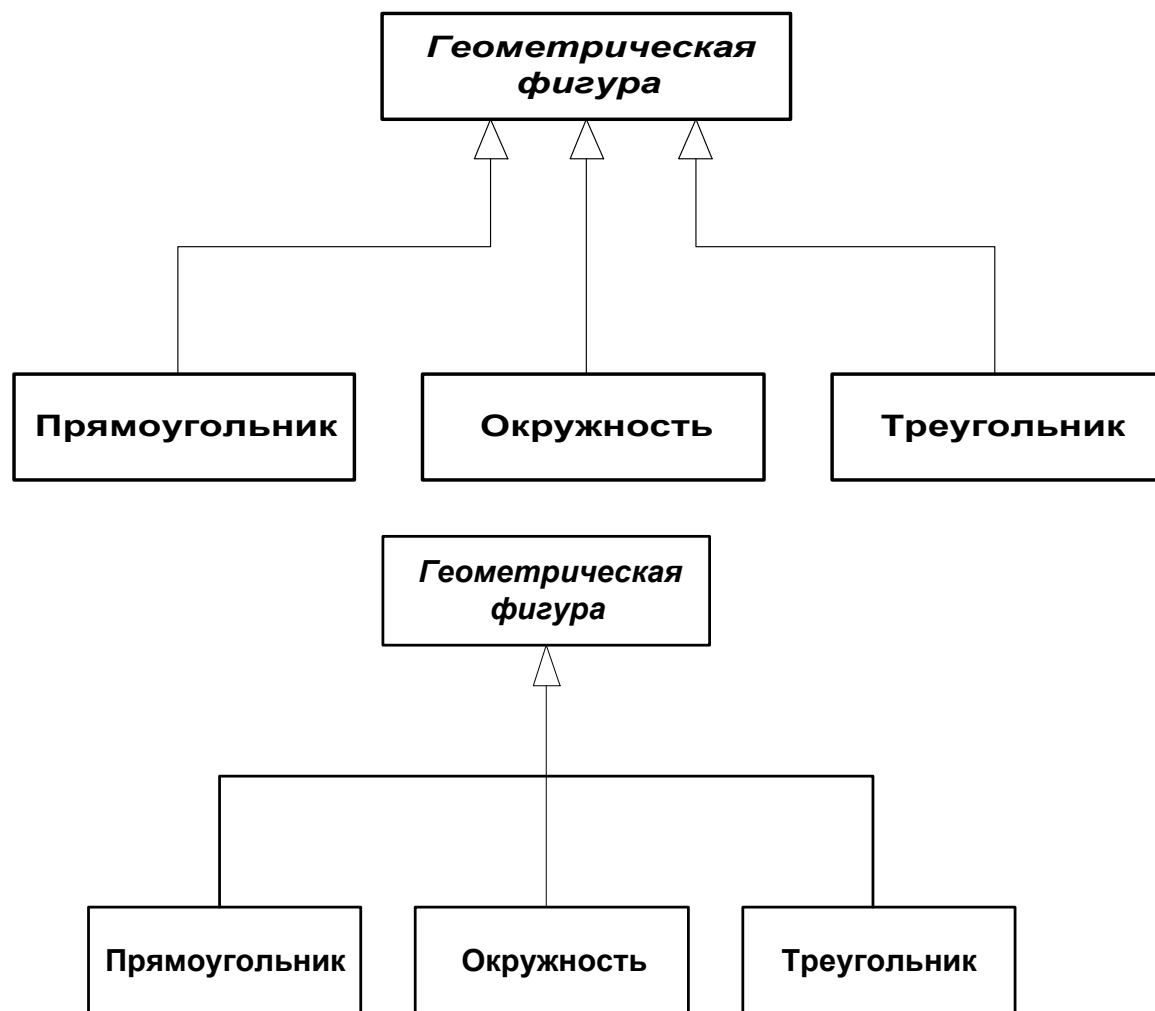 Геометрическая
фигура
Прямоугольник
Окружность
Треугольник
Геометрическая
фигура
Прямоугольник
Окружность
Треугольник